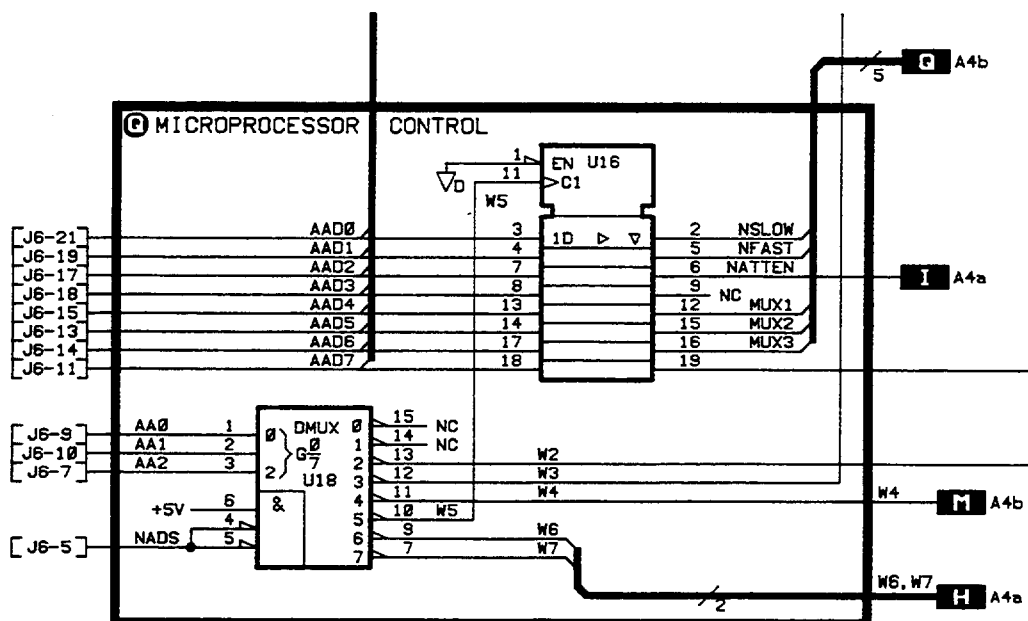 5 Q A4b
Q MICROPROCESSOR CONTROL
1 EN U16
D 11 C1
W5
[J6-21] AADØ 3 1D 2 NSLOW
[J6-19] AAD1 4 5 NFAST
[J6-17] AAD2 7 6 NATTEN I A4a
[J6-18] AAD3 8 9 NC
[J6-15] AAD4 13 12 MUX1
[J6-13] AAD5 14 15 MUX2
[J6-14] AAD6 17 16 MUX3
[J6-11] AAD7 18 19
DMUX Ø 15 NC
[J6-9] AAØ 1 Ø 1 14 NC
[J6-10] AA1 2 G Ø/7 2 13 W2
[J6-7] AA2 3 2 U18 3 12 W3
+5V 6 & 4 11 W4 W4 M A4b
4 5 10 W5
[J6-5] NADS 5 6 9 W6
7 7 W7
2 W6,W7 H A4a